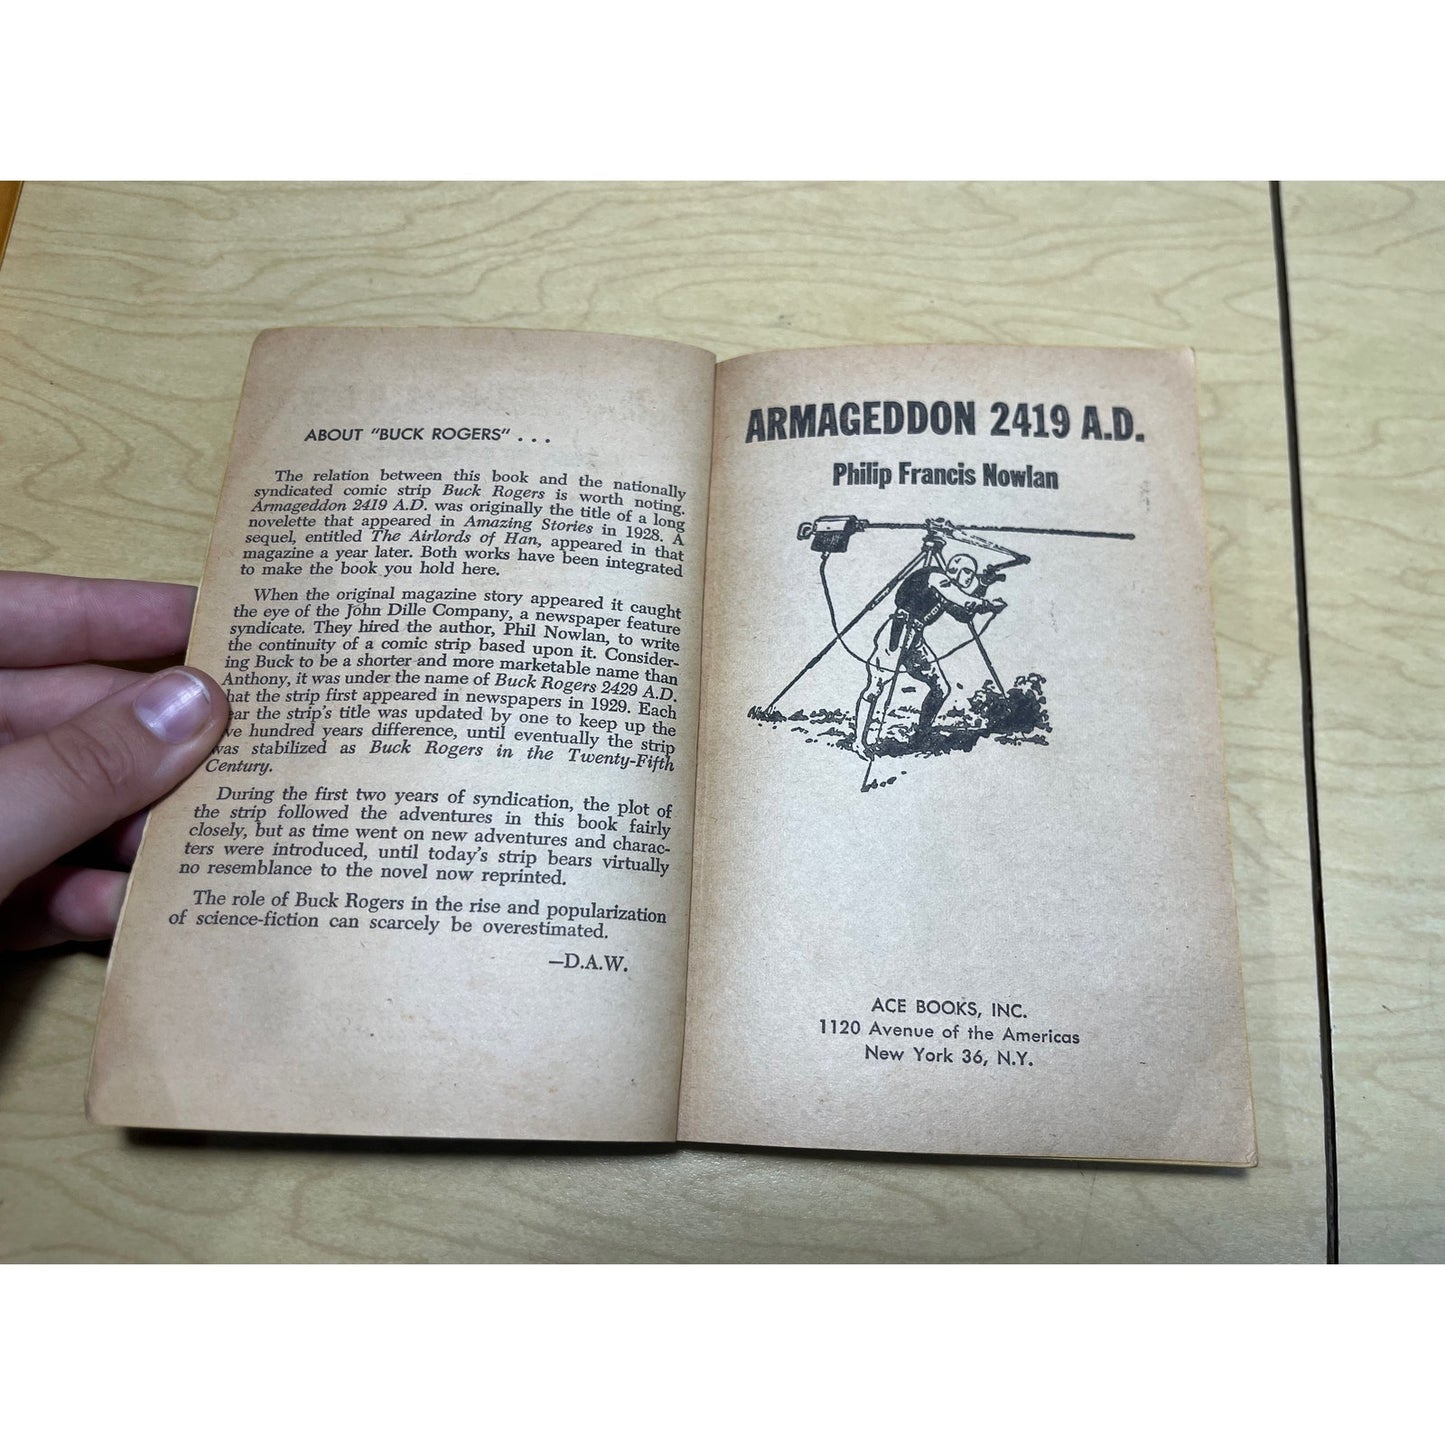 ABOUT "BUCK ROGERS" . . .
The relation between this book and the nationally
syndicated comic strip Buck Rogers is worth noting.
Armageddon 2419 A.D. was originally the title of a long
novelette that appeared in Amazing Stories in 1928. A
sequel, entitled The Airlords of Han, appeared in that
magazine a year later. Both works have been integrated
to make the book you hold here.
When the original magazine story appeared it caught
the eye of the John Dille Company, a newspaper feature
syndicate. They hired the author, Phil Nowlan, to write
the continuity of a comic strip based upon it. Consider-
ing Buck to be a shorter and more marketable name than
Anthony, it was under the name of Buck Rogers 2429 A.D.
hat the strip first appeared in newspapers in 1929. Each
ear the strip's title was updated by one to keep up the
ve hundred years difference, until eventually the strip
was stabilized as Buck Rogers in the Twenty-Fifth
Century.
During the first two years of syndication, the plot of
the strip followed the adventures in this book fairly
closely, but as time went on new adventures and charac-
ters were introduced, until today's strip bears virtually
no resemblance to the novel now reprinted.
The role of Buck Rogers in the rise and popularization
of science-fiction can scarcely be overestimated.
—D.A.W.
ARMAGEDDON 2419 A.D.
Philip Francis Nowlan
ACE BOOKS, INC.
1120 Avenue of the Americas
New York 36, N.Y.